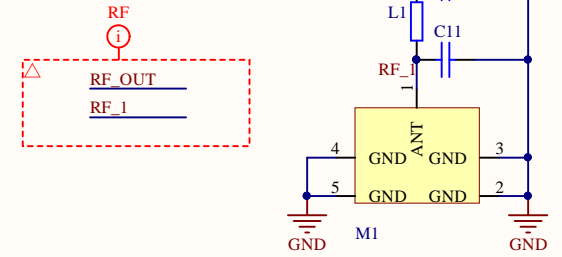 RF
i
RF_OUT
RF_1
L1
C11
RF_1
1
ANT
4 GND GND 3
5 GND GND 2
M1
GND
GND